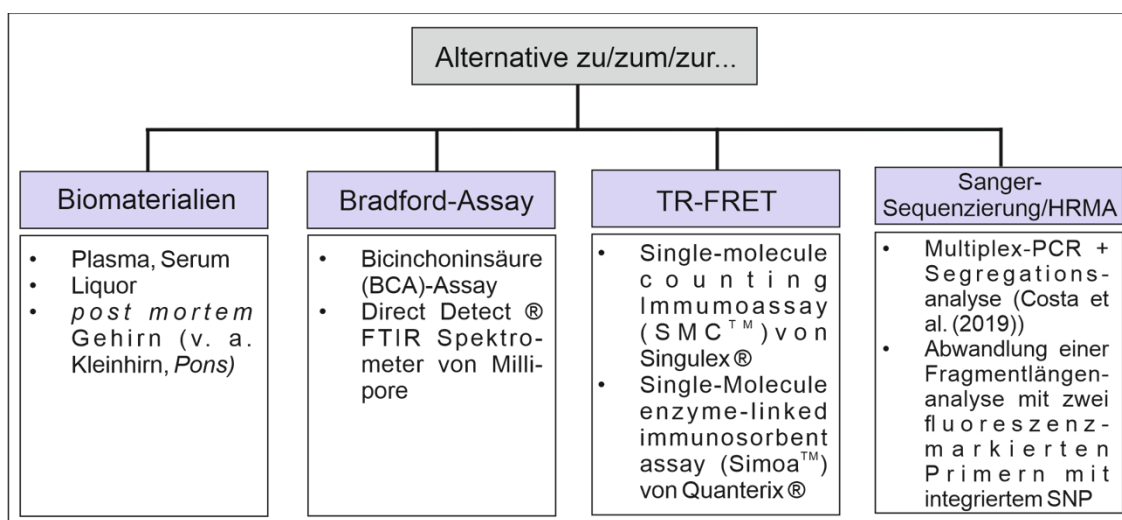 Alternative zu/zum/zur...
Biomaterialien
• Plasma, Serum
• Liquor
• post mortem
Gehirn (v. a.
Kleinhirn, Pons)
Bradford-Assay
• Bicinchoninsäure
(BCA)-Assay
• Direct Detect ®
FTIR Spektro-
meter von Milli-
pore
TR-FRET
• Single-molecule
counting
Immumoassay
(SMC™) von
Singulex ®
• Single-Molecule
enzyme-linked
immunosorbent
assay (Simoa™)
von Quanterix ®
Sanger-
Sequenzierung/HRMA
• Multiplex-PCR +
Segregations-
analyse (Costa et
al. (2019))
• Abwandlung einer
Fragmentlängen-
analyse mit zwei
fluoreszenz-
markierten
Primern mit
integriertem SNP